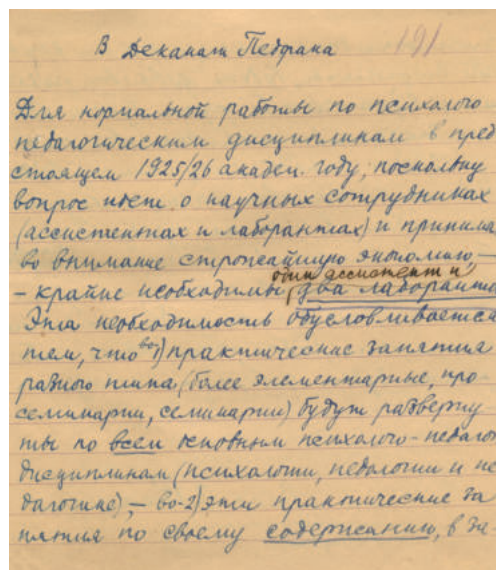 В Деканат Педфака 191
Для нормальной работы по психолого
педагогическим дисциплинам в пред
стоящем 1925/26 академ. году, поскольку
вопрос идет о научных сотрудниках
(ассистентах и лаборантах) и принима
во внимание строжайшую экономию, —
один ассистент и
- крайне необходимы два лаборанта
Эта необходимость обусловливается
тем, что во-1) практические занятия
разного типа (более элементарные, про
семинарии, семинарии) будут разверну
ты по всем основным психолого-педагог
дисциплинам (психологии, педологии и пе
дагогике), — во-2) эти практические за
нятия по своему содержанию, в за-